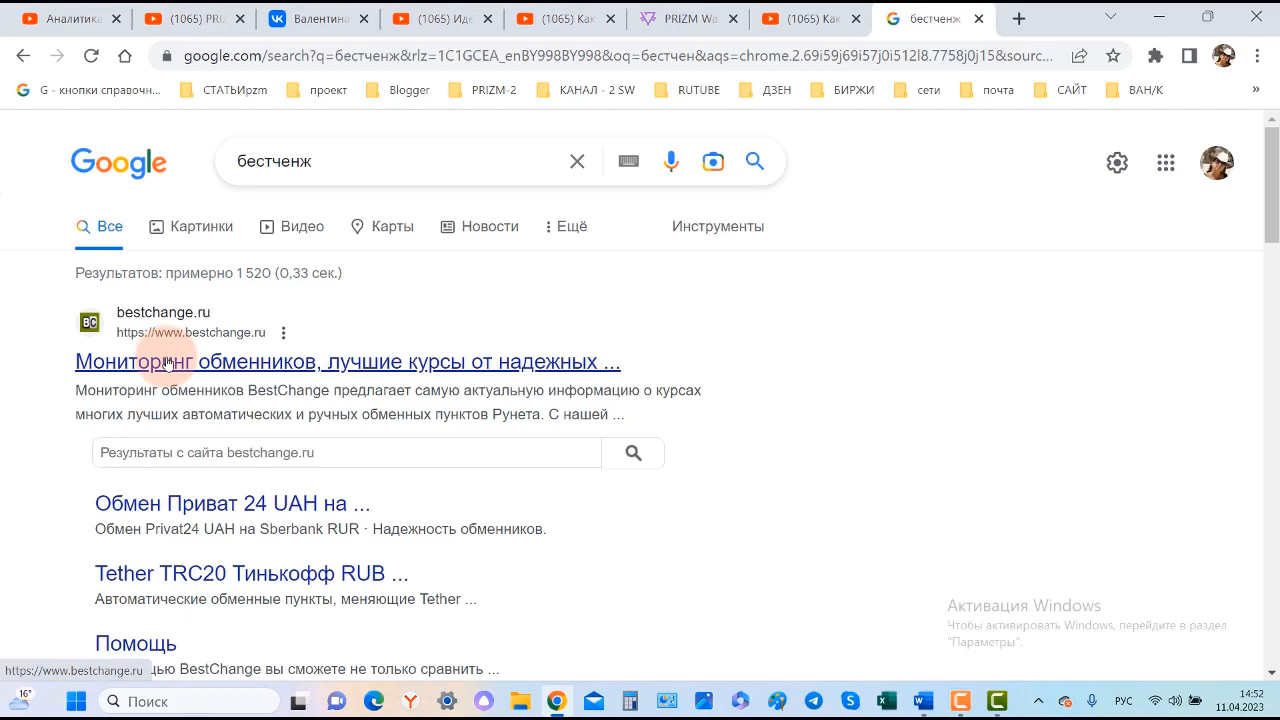 Аналитика
(1065) PRI
Валентина
(1065) Иде
(1065) Как
PRIZM Wa
(1065) Как
бестченж
google.com/search?q=бестченж&rlz=1C1GCEA_enBY998BY998&oq=бестчен&aqs=chrome.2.69i59j69i57j0i512l8.7758j0j15&sourc...
G - кнопки справочн...
СТАТЬИpzm
проект
Blogger
PRIZM-2
КАНАЛ - 2 SW
RUTUBE
ДЗЕН
БИРЖИ
сети
почта
САЙТ
ВАН/К
»
Google
бестченж
Все
Картинки
Видео
Карты
Новости
Ещё
Инструменты
Результатов: примерно 1 520 (0,33 сек.)
BC
bestchange.ru
https://www.bestchange.ru
Мониторинг обменников, лучшие курсы от надежных ...
Мониторинг обменников BestChange предлагает самую актуальную информацию о курсах
многих лучших автоматических и ручных обменных пунктов Рунета. С нашей ...
Результаты с сайта bestchange.ru
Обмен Приват 24 UAH на ...
Обмен Privat24 UAH на Sberbank RUR · Надежность обменников.
Tether TRC20 Тинькофф RUB ...
Автоматические обменные пункты, меняющие Tether ...
Помощь
щью BestChange вы сможете не только сравнить ...
Активация Windows
Чтобы активировать Windows, перейдите в раздел
"Параметры".
https://www.bestchange.ru
16°
Поиск
РУС
14:52
11.04.2023